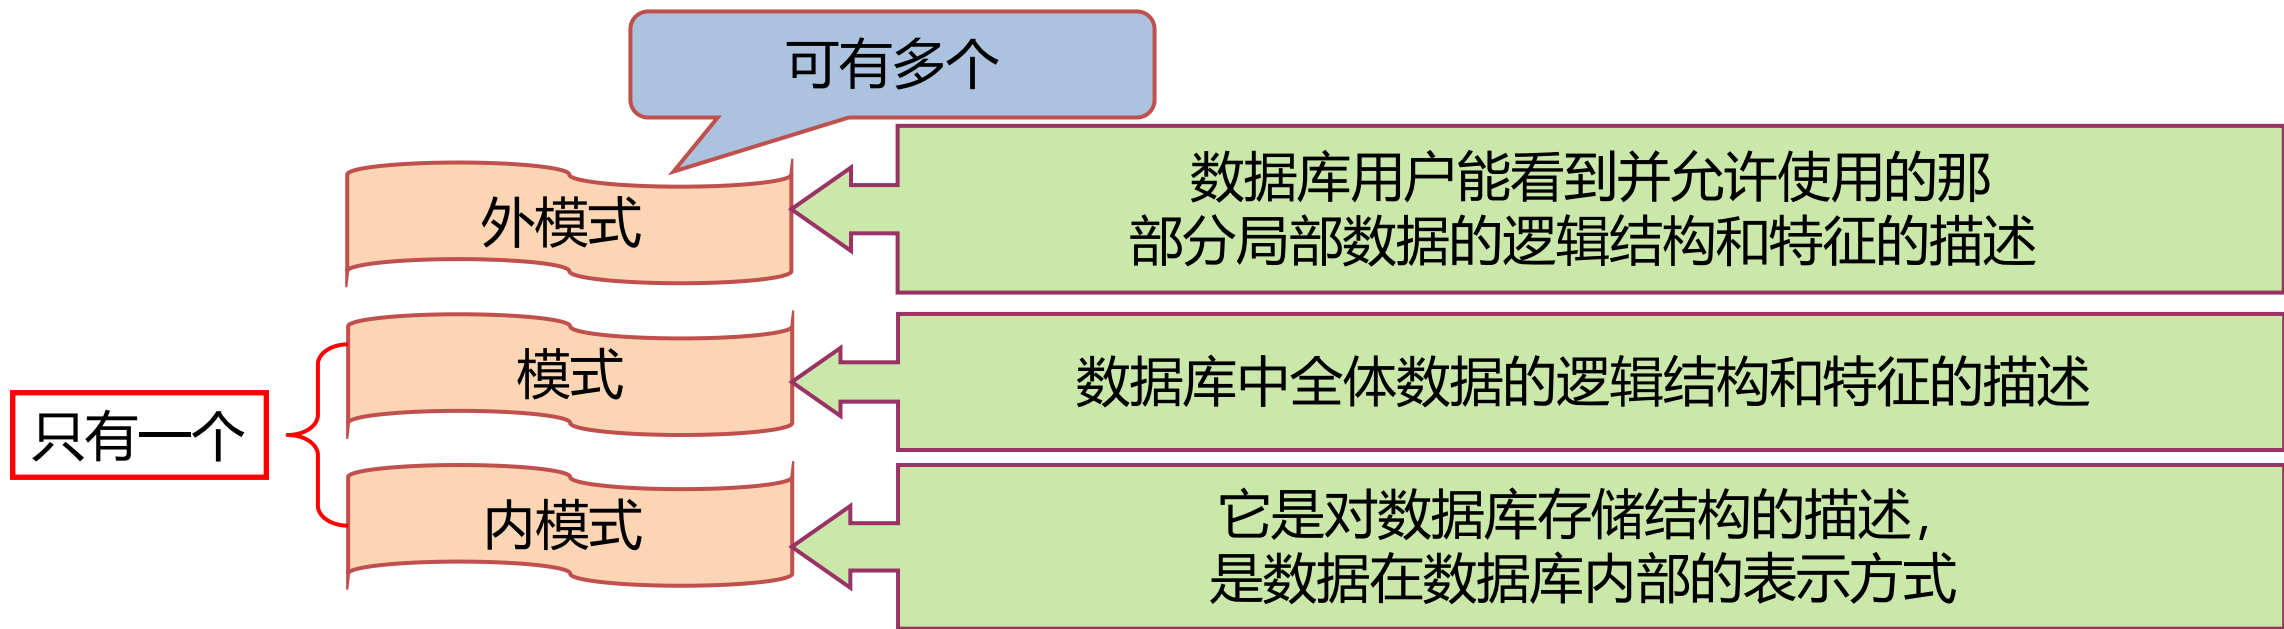 可有多个
外模式
数据库用户能看到并允许使用的那
部分局部数据的逻辑结构和特征的描述
模式
数据库中全体数据的逻辑结构和特征的描述
只有一个
内模式
它是对数据库存储结构的描述，
是数据在数据库内部的表示方式